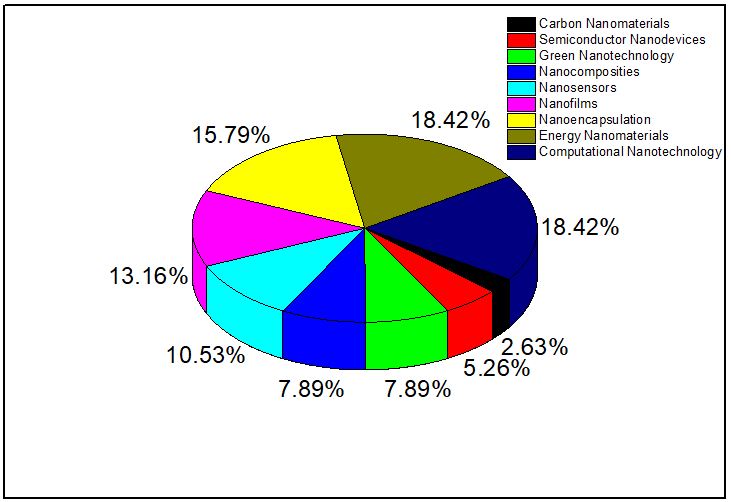 Carbon Nanomaterials
Semiconductor Nanodevices
Green Nanotechnology
Nanocomposities
Nanosensors
Nanofilms
Nanoencapsulation
Energy Nanomaterials
Computational Nanotechnology
18.42%
15.79%
18.42%
13.16%
2.63%
10.53%
5.26%
7.89%
7.89%